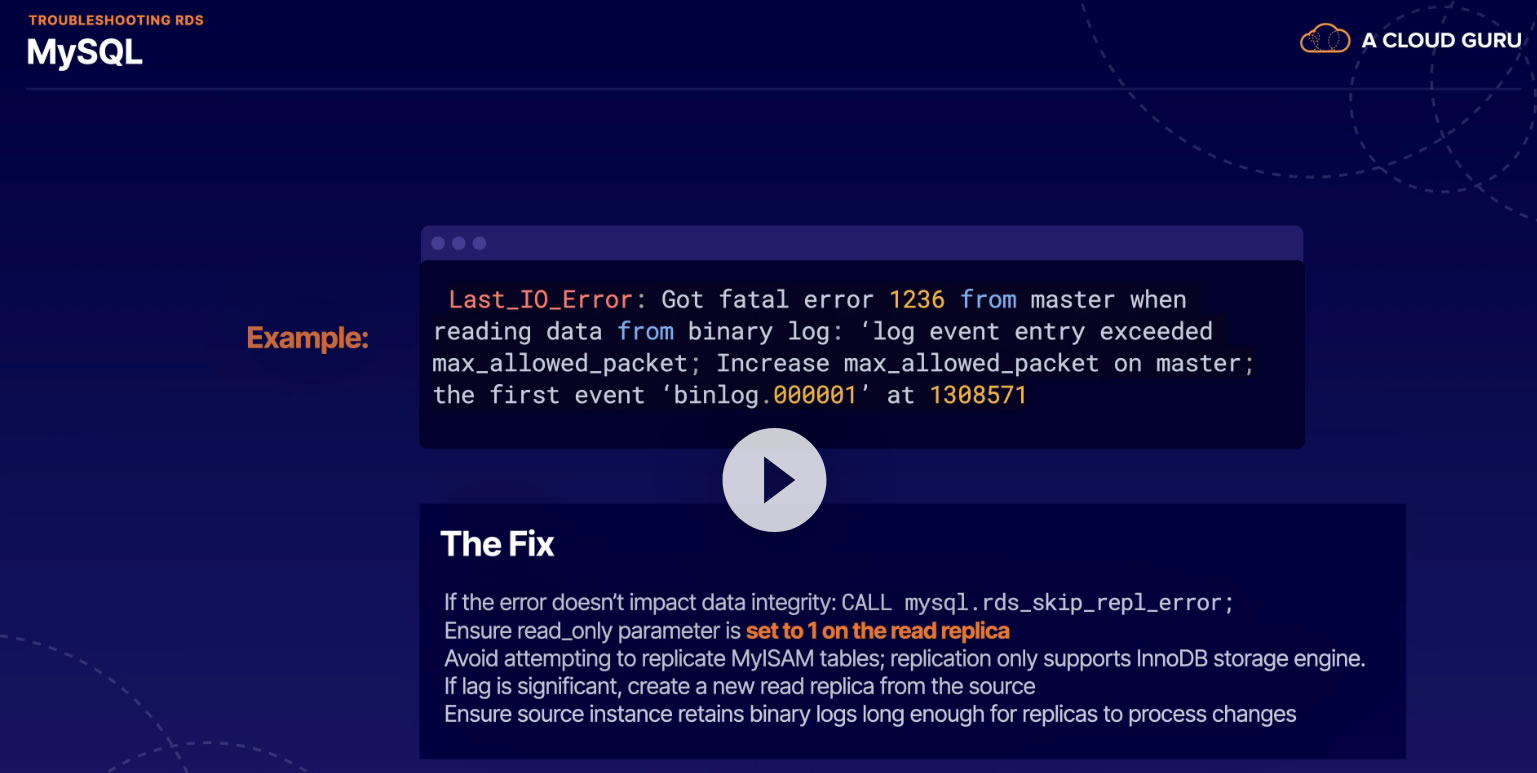 TROUBLESHOOTING RDS
MySQL
A CLOUD GURU
Example:
Last_IO_Error: Got fatal error 1236 from master when
reading data from binary log: ‘log event entry exceeded
max_allowed_packet; Increase max_allowed_packet on master;
the first event ‘binlog.000001’ at 1308571
The Fix
If the error doesn’t impact data integrity: CALL mysql.rds_skip_repl_error;
Ensure read_only parameter is set to 1 on the read replica
Avoid attempting to replicate MyISAM tables; replication only supports InnoDB storage engine.
If lag is significant, create a new read replica from the source
Ensure source instance retains binary logs long enough for replicas to process changes